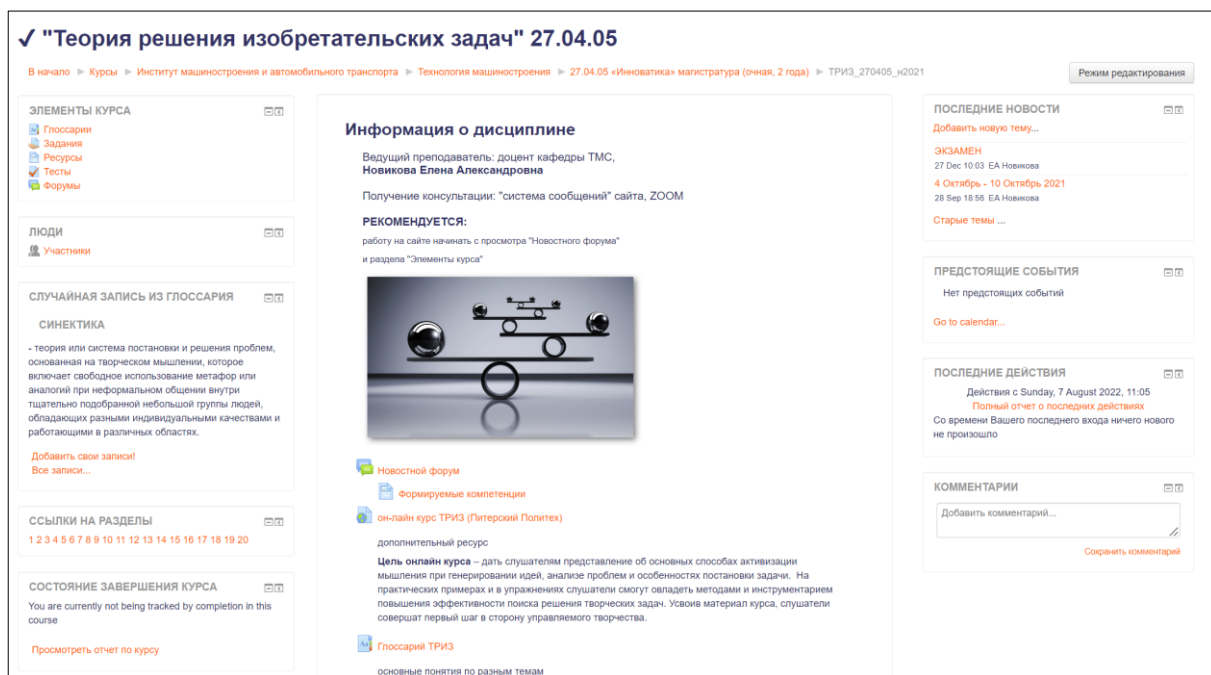 ✓ "Теория решения изобретательских задач" 27.04.05
В начало ► Курсы ► Институт машиностроения и автомобильного транспорта ► Технология машиностроения ► 27.04.05 «Инноватика» магистратура (очная, 2 года) ► ТРИЗ_270405_н2021
Режим редактирования
ЭЛЕМЕНТЫ КУРСА
Глоссарии
Задания
Ресурсы
Тесты
Форумы
ЛЮДИ
Участники
СЛУЧАЙНАЯ ЗАПИСЬ ИЗ ГЛОССАРИЯ
СИНЕКТИКА
- теория или система постановки и решения проблем,
основанная на творческом мышлении, которое
включает свободное использование метафор или
аналогий при неформальном общении внутри
тщательно подобранной небольшой группы людей,
обладающих разными индивидуальными качествами и
работающими в различных областях.
Добавить свои записи!
Все записи...
ССЫЛКИ НА РАЗДЕЛЫ
1 2 3 4 5 6 7 8 9 10 11 12 13 14 15 16 17 18 19 20
СОСТОЯНИЕ ЗАВЕРШЕНИЯ КУРСА
You are currently not being tracked by completion in this
course
Просмотреть отчет по курсу
Информация о дисциплине
Ведущий преподаватель: доцент кафедры ТМС,
Новикова Елена Александровна
Получение консультации: "система сообщений" сайта, ZOOM
РЕКОМЕНДУЕТСЯ:
работу на сайте начинать с просмотра "Новостного форума"
и раздела "Элементы курса"
Новостной форум
Формируемые компетенции
он-лайн курс ТРИЗ (Питерский Политех)
дополнительный ресурс
Цель онлайн курса – дать слушателям представление об основных способах активизации
мышления при генерировании идей, анализе проблем и особенностях постановки задачи. На
практических примерах и в упражнениях слушатели смогут овладеть методами и инструментарием
повышения эффективности поиска решения творческих задач. Усвоив материал курса, слушатели
совершат первый шаг в сторону управляемого творчества.
Глоссарий ТРИЗ
основные понятия по разным темам
ПОСЛЕДНИЕ НОВОСТИ
Добавить новую тему...
ЭКЗАМЕН
27 Dec 10:03 ЕА Новикова
4 Октябрь - 10 Октябрь 2021
28 Sep 18:56 ЕА Новикова
Старые темы ...
ПРЕДСТОЯЩИЕ СОБЫТИЯ
Нет предстоящих событий
Go to calendar...
ПОСЛЕДНИЕ ДЕЙСТВИЯ
Действия с Sunday, 7 August 2022, 11:05
Полный отчет о последних действиях
Со времени Вашего последнего входа ничего нового
не произошло
КОММЕНТАРИИ
Добавить комментарий...
Сохранить комментарий